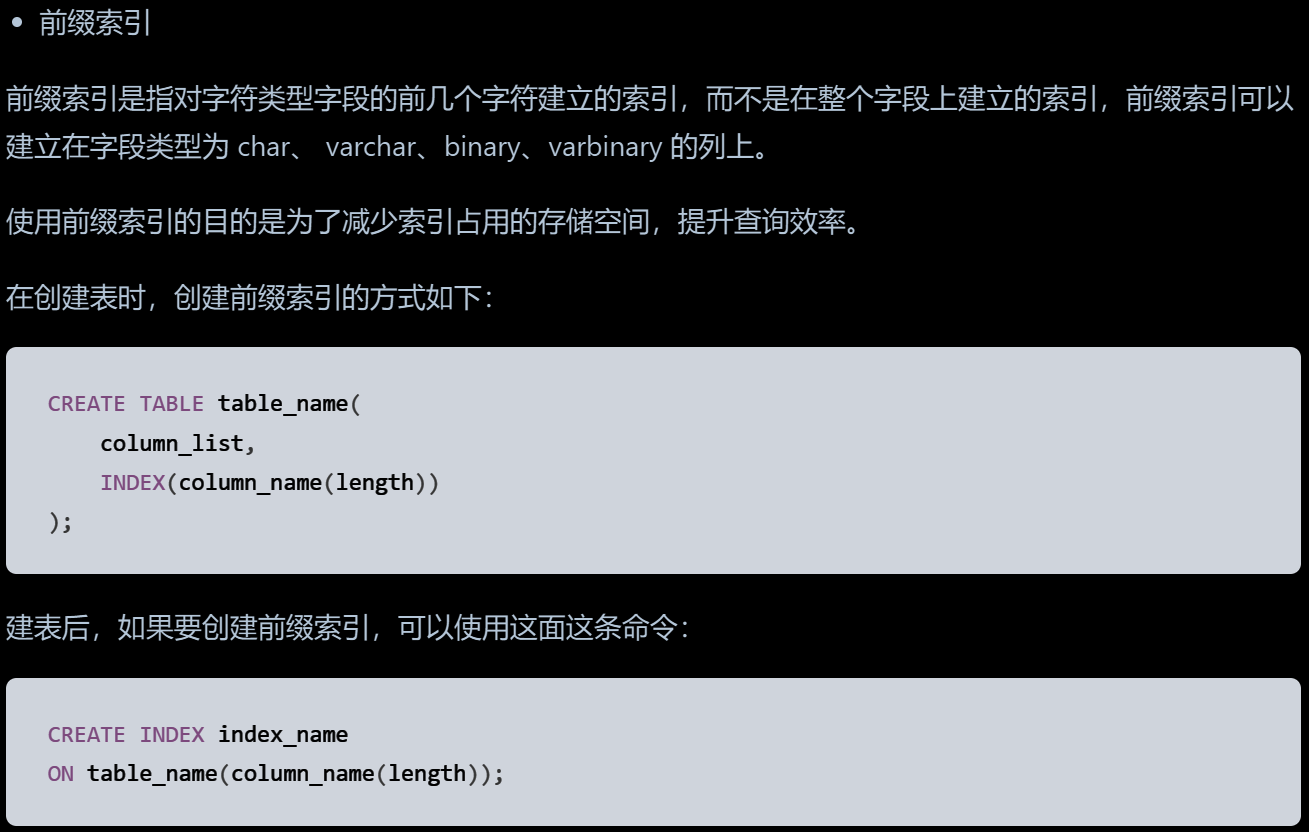 • 前缀索引
前缀索引是指对字符类型字段的前几个字符建立的索引，而不是在整个字段上建立的索引，前缀索引可以
建立在字段类型为 char、 varchar、binary、varbinary 的列上。
使用前缀索引的目的是为了减少索引占用的存储空间，提升查询效率。
在创建表时，创建前缀索引的方式如下：
CREATE TABLE table_name(
    column_list,
    INDEX(column_name(length))
);
建表后，如果要创建前缀索引，可以使用这面这条命令：
CREATE INDEX index_name
ON table_name(column_name(length));